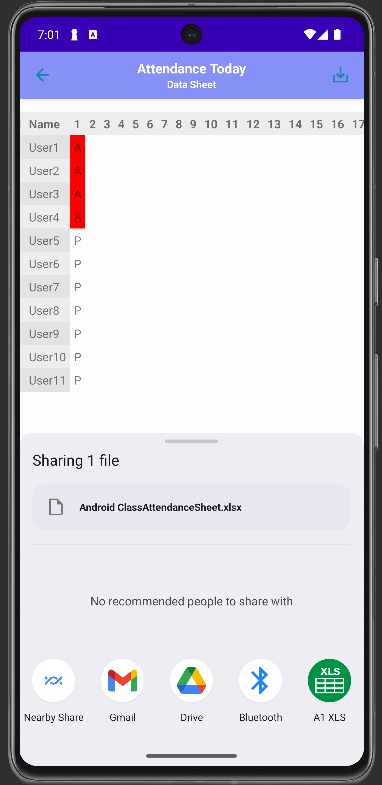 7:01
A
Attendance Today
Data Sheet
Name 1 2 3 4 5 6 7 8 9 10 11 12 13 14 15 16 17
User1 A
User2 A
User3 A
User4 A
User5 P
User6 P
User7 P
User8 P
User9 P
User10 P
User11 P
Sharing 1 file
Android ClassAttendanceSheet.xlsx
No recommended people to share with
XLS
Nearby Share Gmail Drive Bluetooth A1 XLS